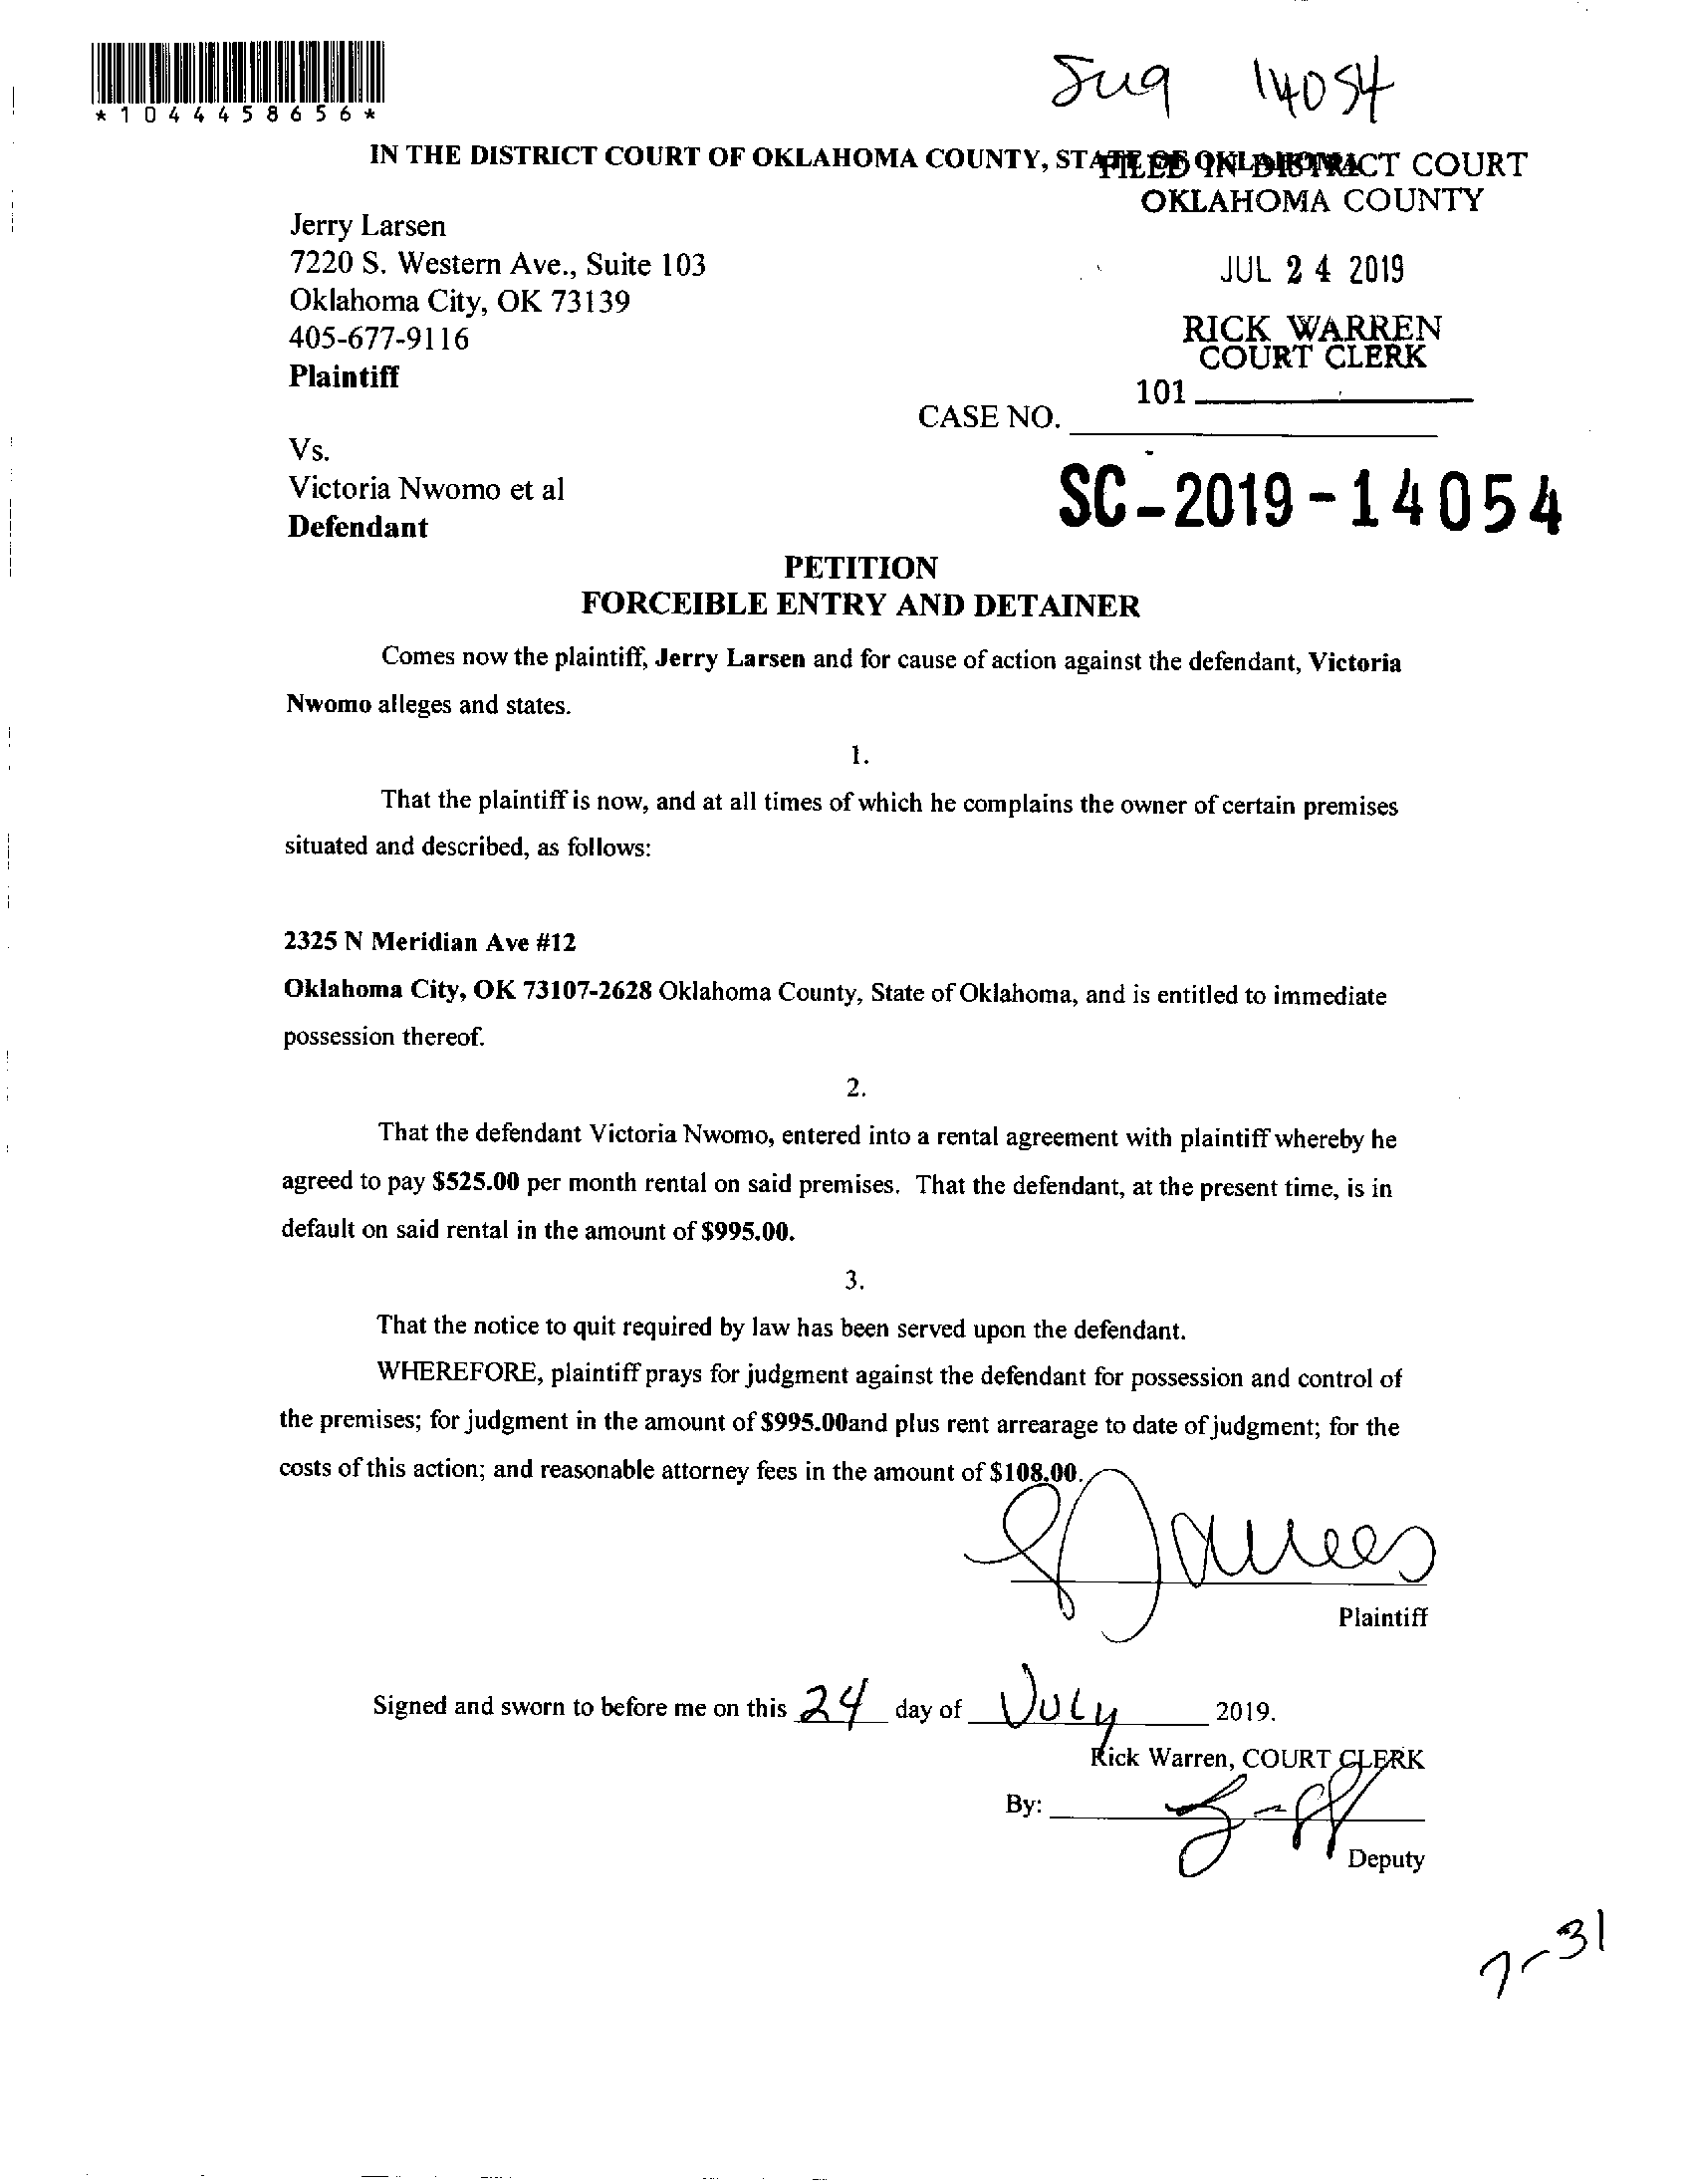 *1044458656*
14054
IN THE DISTRICT COURT OF OKLAHOMA COUNTY, STATE OF OKLAHOMA
FILED IN DISTRICT COURT
OKLAHOMA COUNTY
Jerry Larsen
7220 S. Western Ave., Suite 103
Oklahoma City, OK 73139
405-677-9116
Plaintiff
JUL 24 2019
RICK WARREN
COURT CLERK
101
CASE NO.
Vs.
Victoria Nwomo et al
Defendant
SC-2019-14054
PETITION
FORCEIBLE ENTRY AND DETAINER
Comes now the plaintiff, Jerry Larsen and for cause of action against the defendant, Victoria
Nwomo alleges and states.
1.
That the plaintiff is now, and at all times of which he complains the owner of certain premises
situated and described, as follows:
2325 N Meridian Ave #12
Oklahoma City, OK 73107-2628 Oklahoma County, State of Oklahoma, and is entitled to immediate
possession thereof.
2.
That the defendant Victoria Nwomo, entered into a rental agreement with plaintiff whereby he
agreed to pay $525.00 per month rental on said premises. That the defendant, at the present time, is in
default on said rental in the amount of $995.00.
3.
That the notice to quit required by law has been served upon the defendant.
WHEREFORE, plaintiff prays for judgment against the defendant for possession and control of
the premises; for judgment in the amount of $995.00and plus rent arrearage to date of judgment; for the
costs of this action; and reasonable attorney fees in the amount of $108.00.
Plaintiff
Signed and sworn to before me on this 24 day of July 2019.
Rick Warren, COURT CLERK
By:
Deputy
7-31